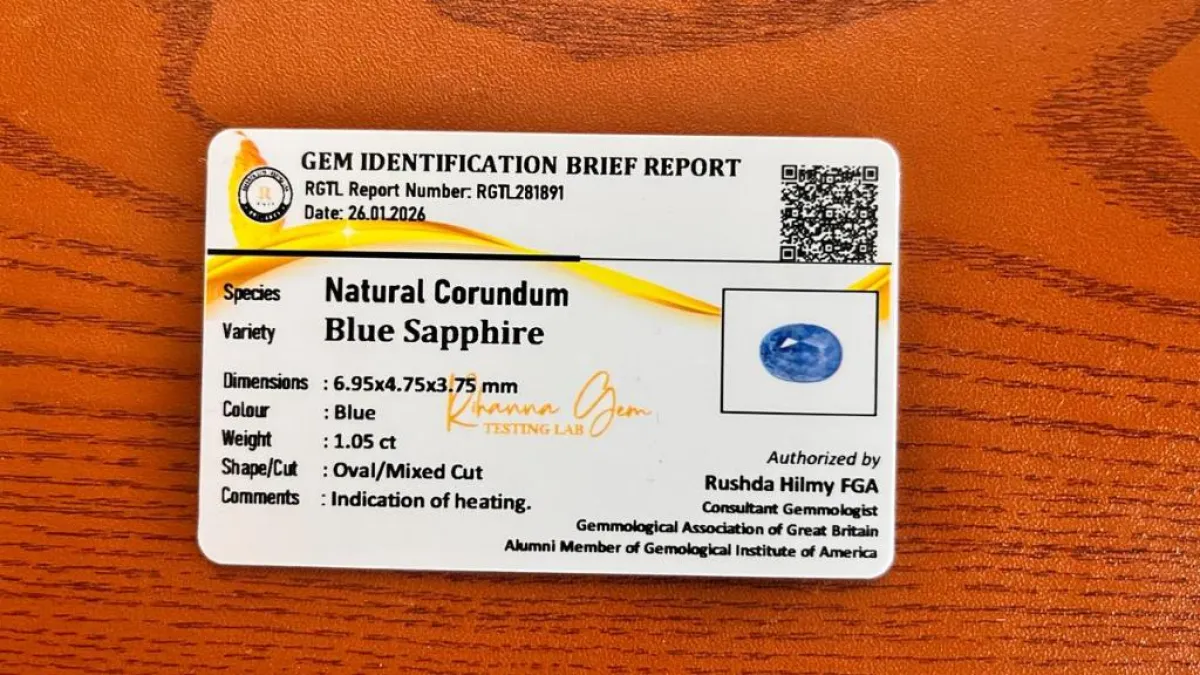 GEM IDENTIFICATION BRIEF REPORT
RGTL Report Number: RGTL281891
Date: 26.01.2026
R
Species Natural Corundum
Variety Blue Sapphire
Dimensions : 6.95x4.75x3.75 mm
Colour : Blue
Weight : 1.05 ct
Shape/Cut : Oval/Mixed Cut
Comments : Indication of heating.
Rihanna Gem
TESTING LAB
Authorized by
Rushda Hilmy FGA
Consultant Gemmologist
Gemmological Association of Great Britain
Alumni Member of Gemological Institute of America